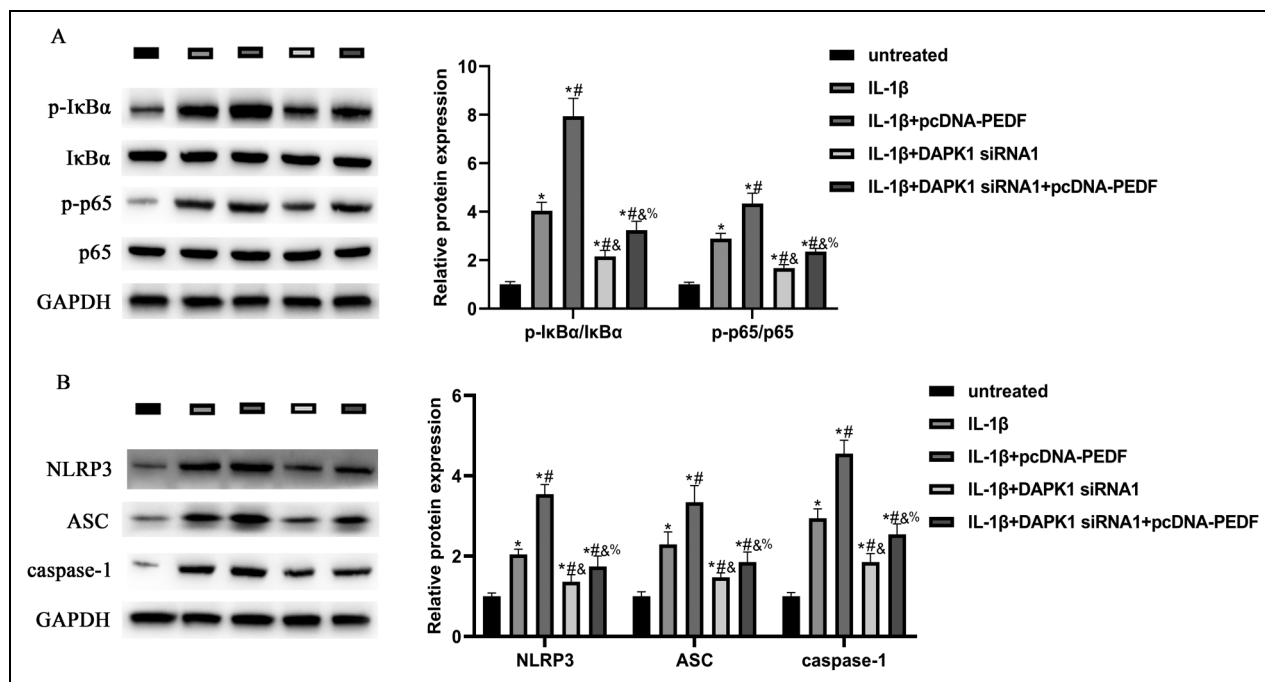 A
p-IκBα
IκBα
p-p65
p65
GAPDH
Relative protein expression
10
8
6
4
2
0
*
*#
*#&
*#&%
*
*#
*#&
*#&%
p-IκBα/IκBα
p-p65/p65
untreated
IL-1β
IL-1β+pcDNA-PEDF
IL-1β+DAPK1 siRNA1
IL-1β+DAPK1 siRNA1+pcDNA-PEDF
B
NLRP3
ASC
caspase-1
GAPDH
Relative protein expression
6
4
2
0
*
*#
*#&
*#&%
*
*#
*#&
*#&%
*
*#
*#&
*#&%
NLRP3
ASC
caspase-1
untreated
IL-1β
IL-1β+pcDNA-PEDF
IL-1β+DAPK1 siRNA1
IL-1β+DAPK1 siRNA1+pcDNA-PEDF